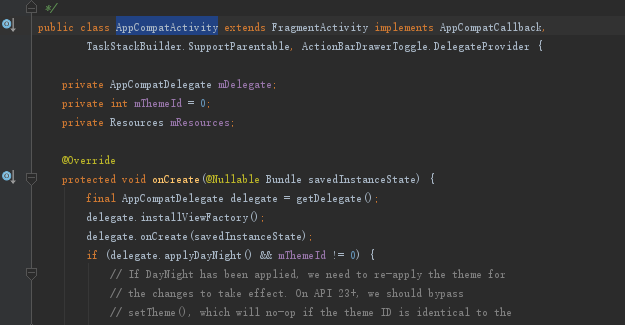 */
public class AppCompatActivity extends FragmentActivity implements AppCompatCallback,
TaskStackBuilder.SupportParentable, ActionBarDrawerToggle.DelegateProvider {
private AppCompatDelegate mDelegate;
private int mThemeId = 0;
private Resources mResources;
@Override
protected void onCreate(@Nullable Bundle savedInstanceState) {
final AppCompatDelegate delegate = getDelegate();
delegate.installViewFactory();
delegate.onCreate(savedInstanceState);
if (delegate.applyDayNight() && mThemeId != 0) {
// If DayNight has been applied, we need to re-apply the theme for
// the changes to take effect. On API 23+, we should bypass
// setTheme(), which will no-op if the theme ID is identical to the